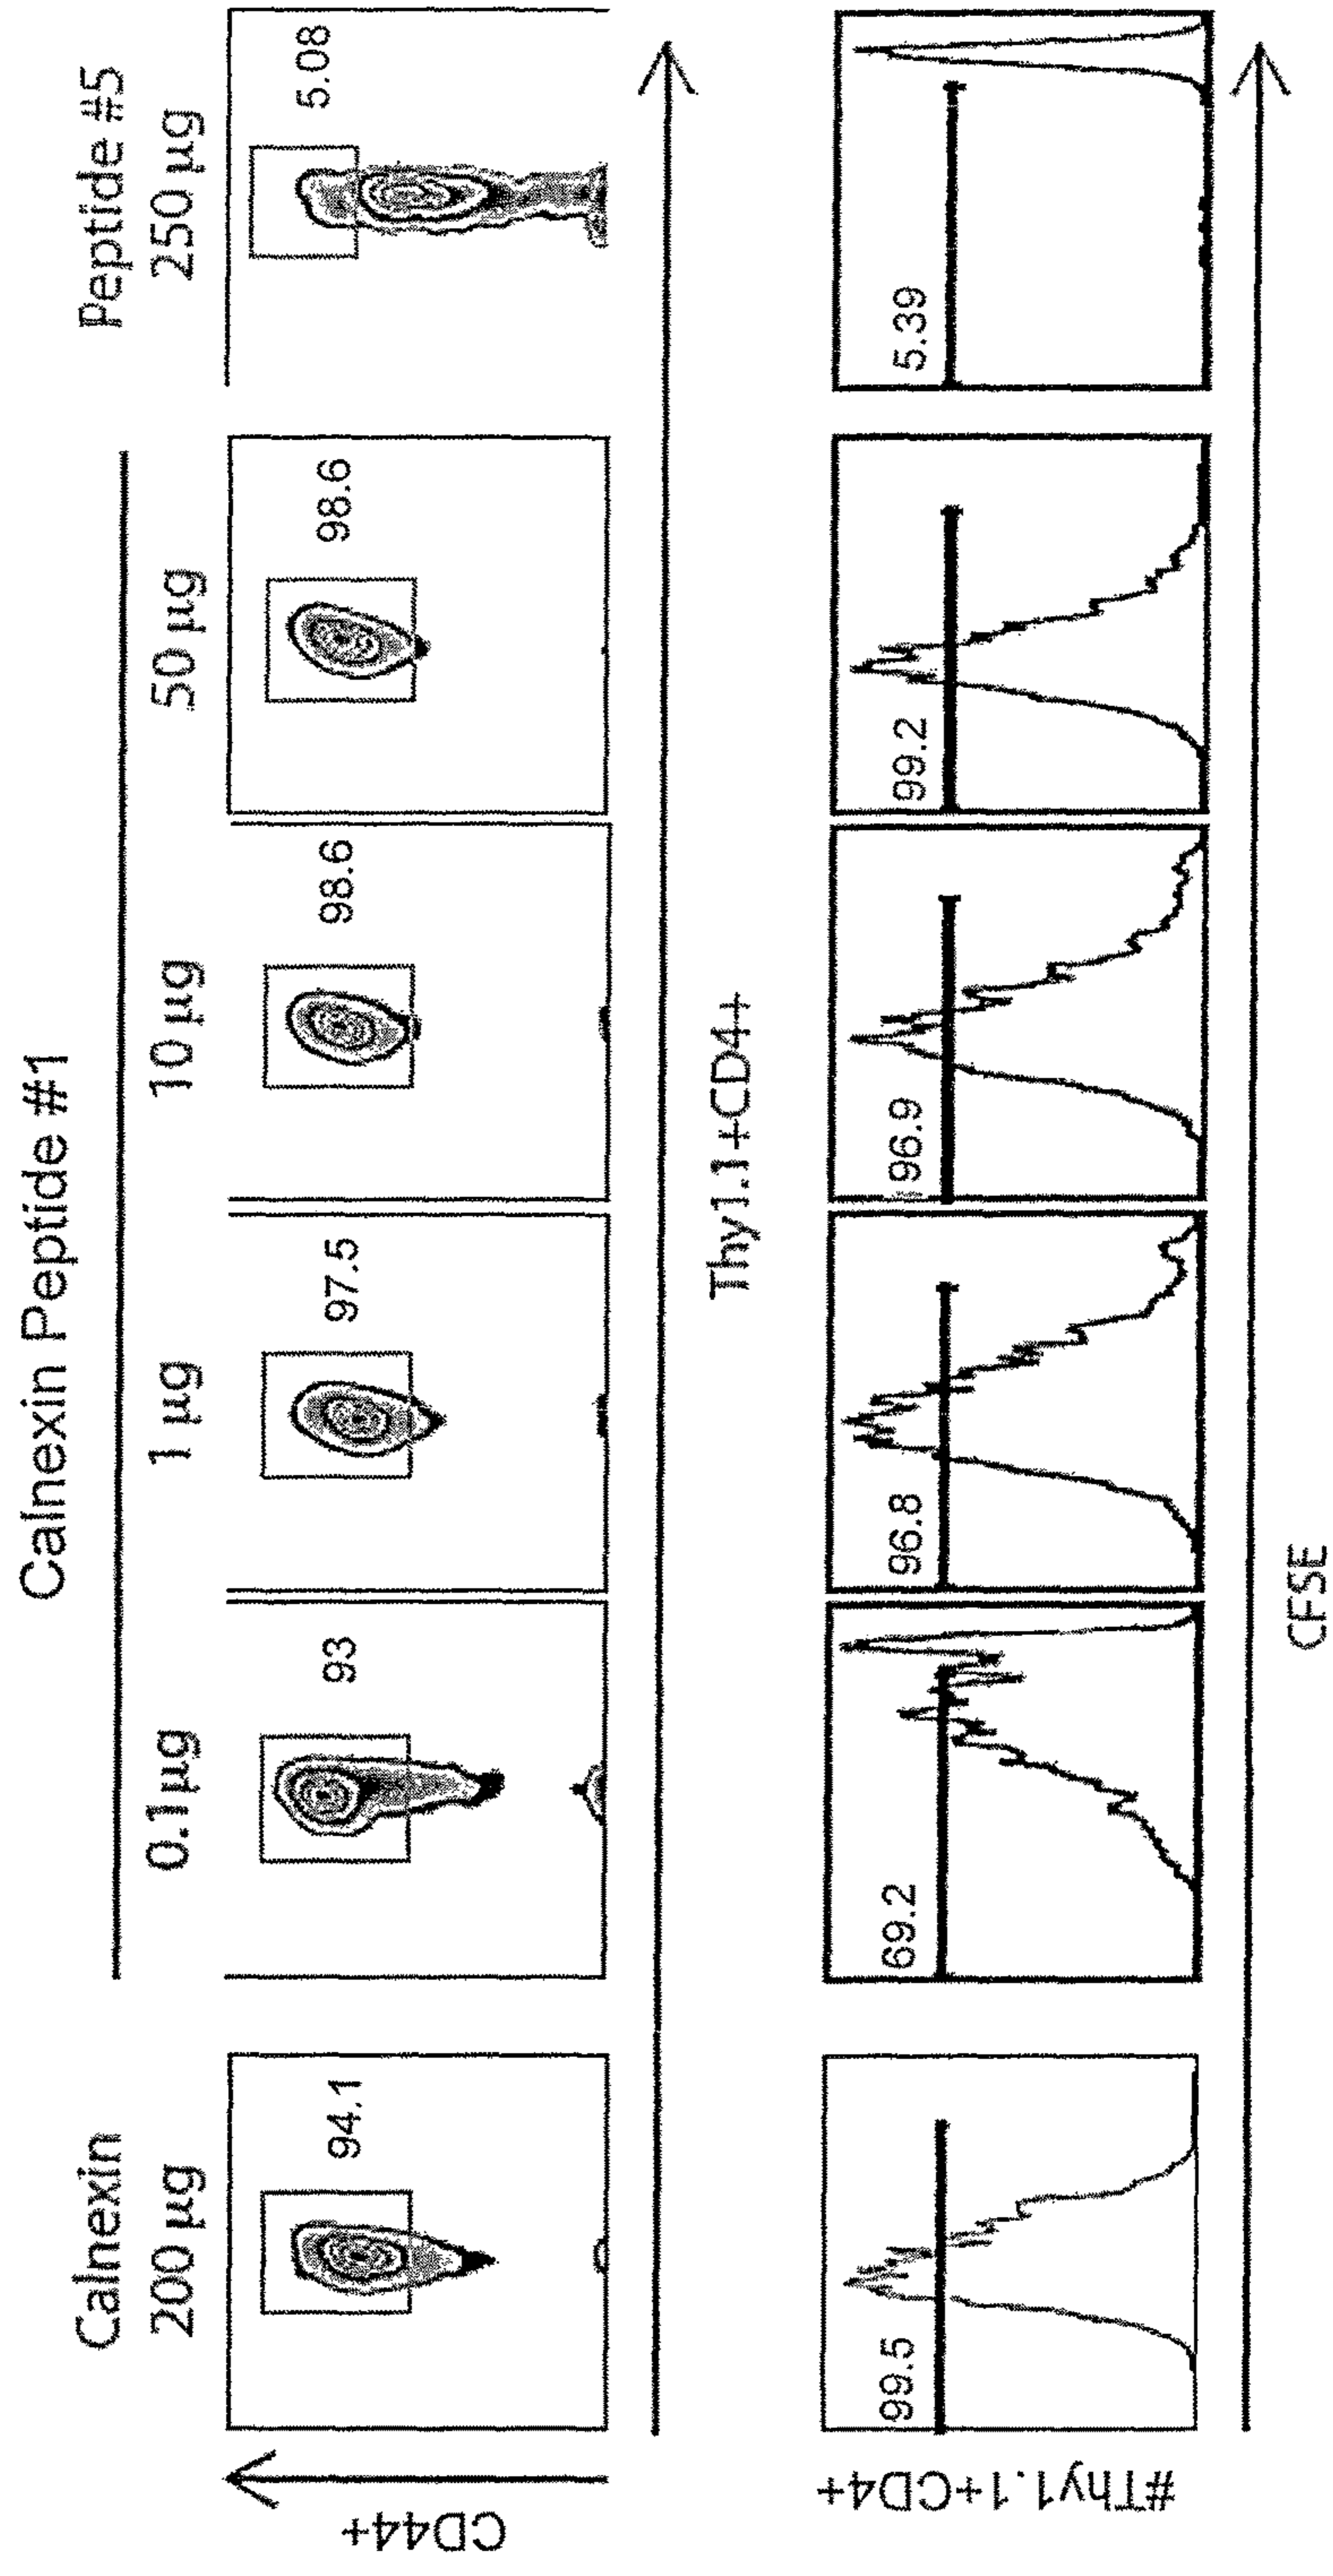 Calnexin Peptide #1
Calnexin
Peptide #5
200 µg
0.1µg
1 µg
10 µg
50 µg
250 µg
CD44+
94.1
93
97.5
98.6
98.6
5.08
Thy1.1+CD4+
#Thy1.1+CD4+
99.5
69.2
96.8
96.9
99.2
5.39
CFSE